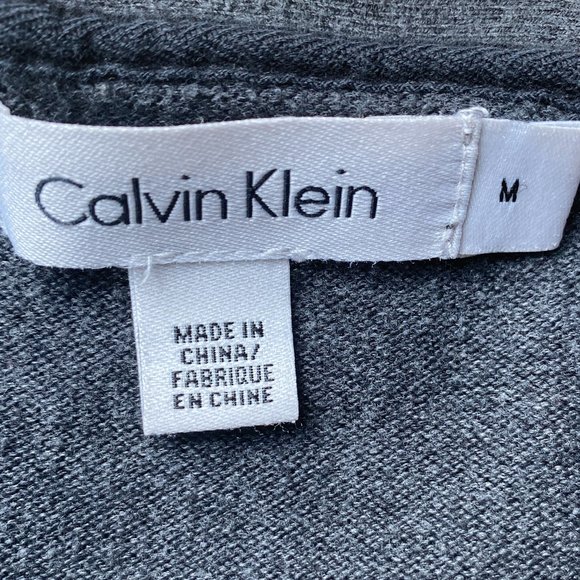 Calvin Klein
M
MADE IN
CHINA/
FABRIQUE
EN CHINE